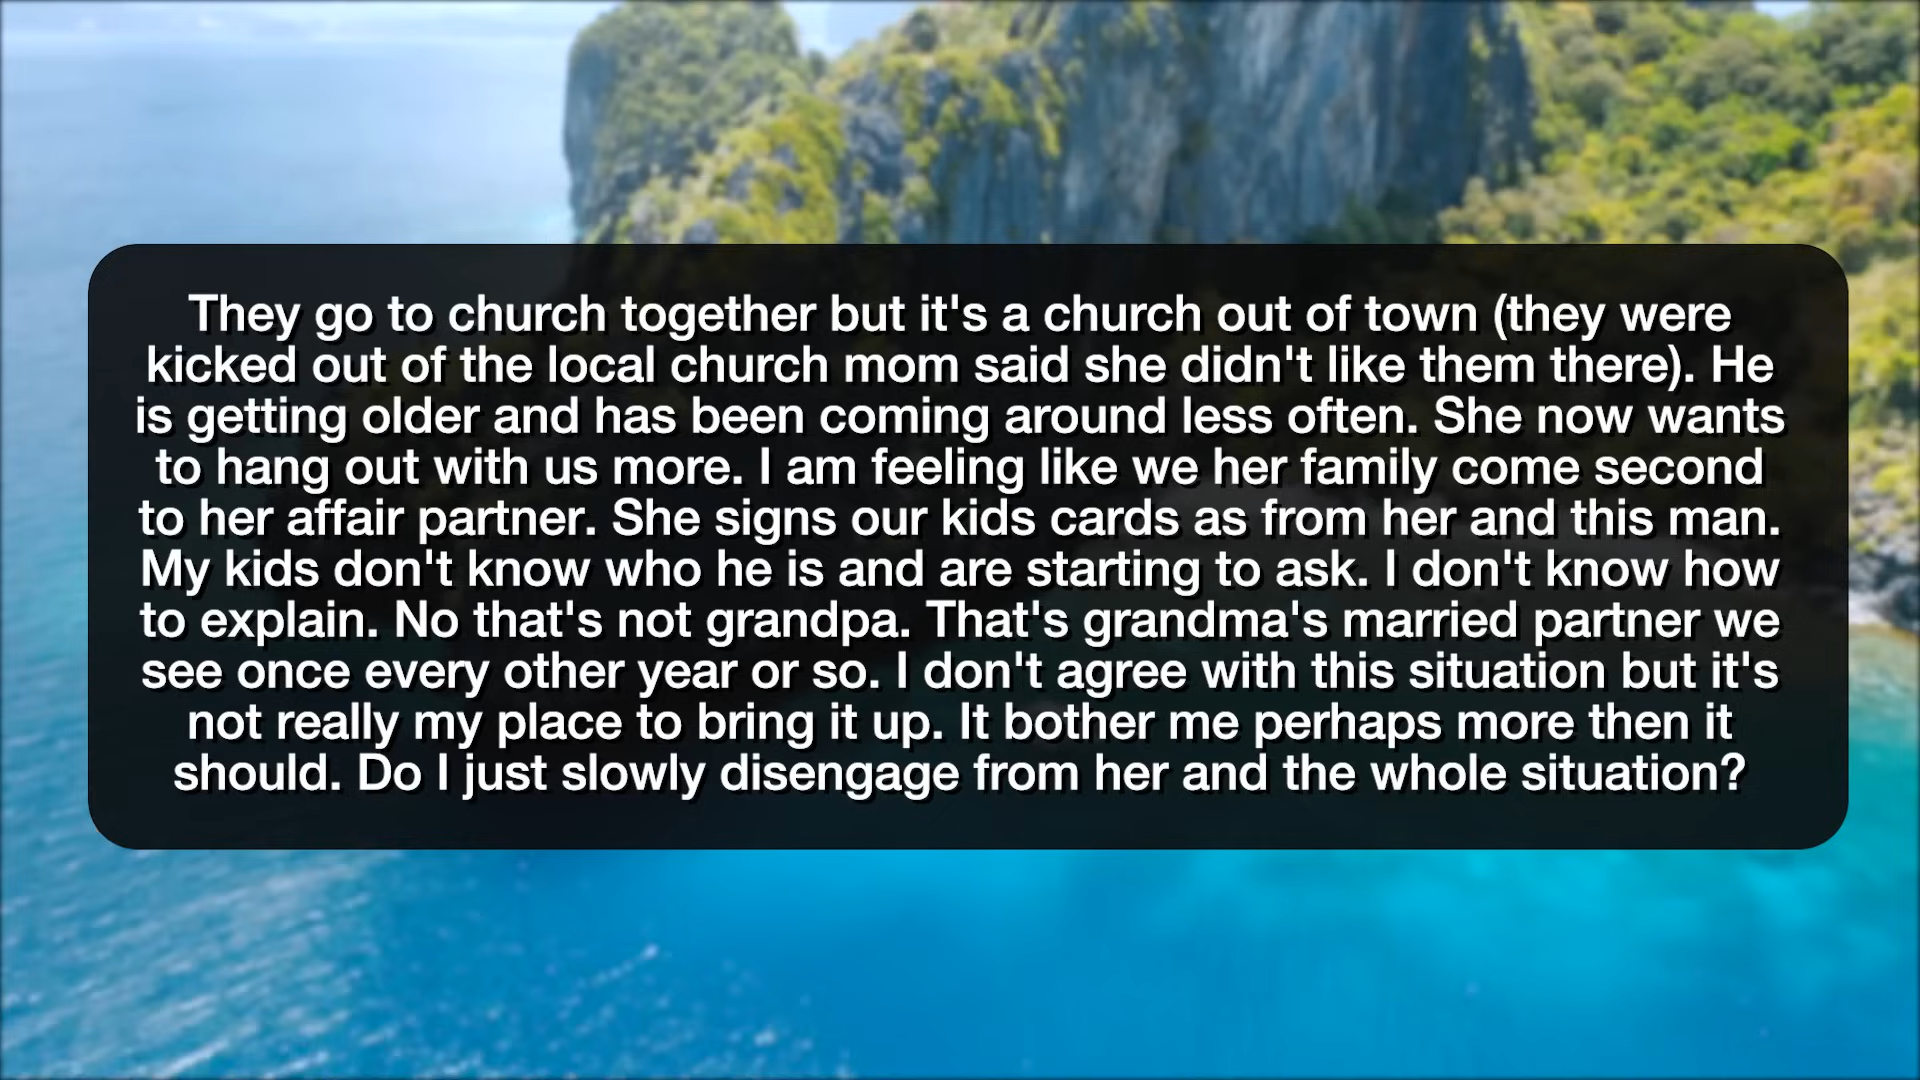 They go to church together but it's a church out of town (they were
kicked out of the local church mom said she didn't like them there). He
is getting older and has been coming around less often. She now wants
to hang out with us more. I am feeling like we her family come second
to her affair partner. She signs our kids cards as from her and this man.
My kids don't know who he is and are starting to ask. I don't know how
to explain. No that's not grandpa. That's grandma's married partner we
see once every other year or so. I don't agree with this situation but it's
not really my place to bring it up. It bother me perhaps more then it
should. Do I just slowly disengage from her and the whole situation?